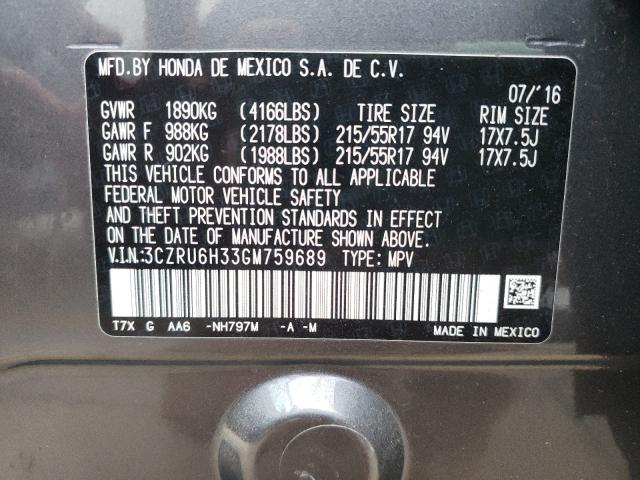 MFD.BY HONDA DE MEXICO S.A. DE C.V.
07/'16
GVWR 1890KG (4166LBS) TIRE SIZE RIM SIZE
GAWR F 988KG (2178LBS) 215/55R17 94V 17X7.5J
GAWR R 902KG (1988LBS) 215/55R17 94V 17X7.5J
THIS VEHICLE CONFORMS TO ALL APPLICABLE
FEDERAL MOTOR VEHICLE SAFETY
AND THEFT PREVENTION STANDARDS IN EFFECT
ON THE DATE OF MANUFACTURE SHOWN ABOVE.
V.I.N:3CZRU6H33GM759689 TYPE: MPV
T7X G AA6 -NH797M -A -M MADE IN MEXICO